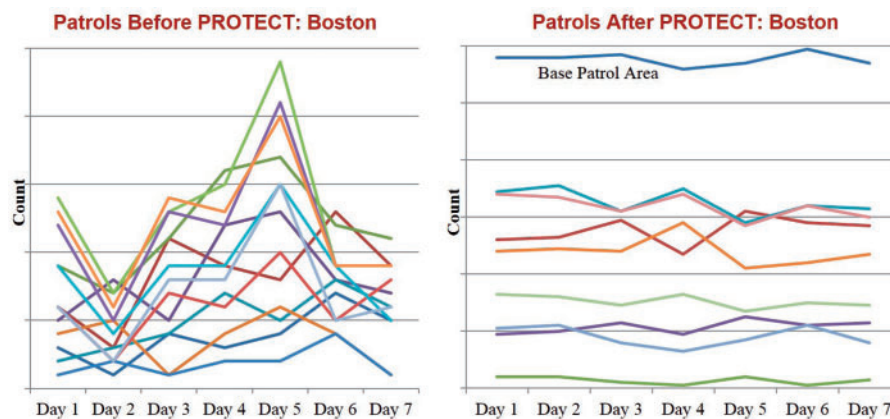 Patrols Before PROTECT: Boston
Count
Day 1 Day 2 Day 3 Day 4 Day 5 Day 6 Day 7
Patrols After PROTECT: Boston
Base Patrol Area
Count
Day 1 Day 2 Day 3 Day 4 Day 5 Day 6 Day 7